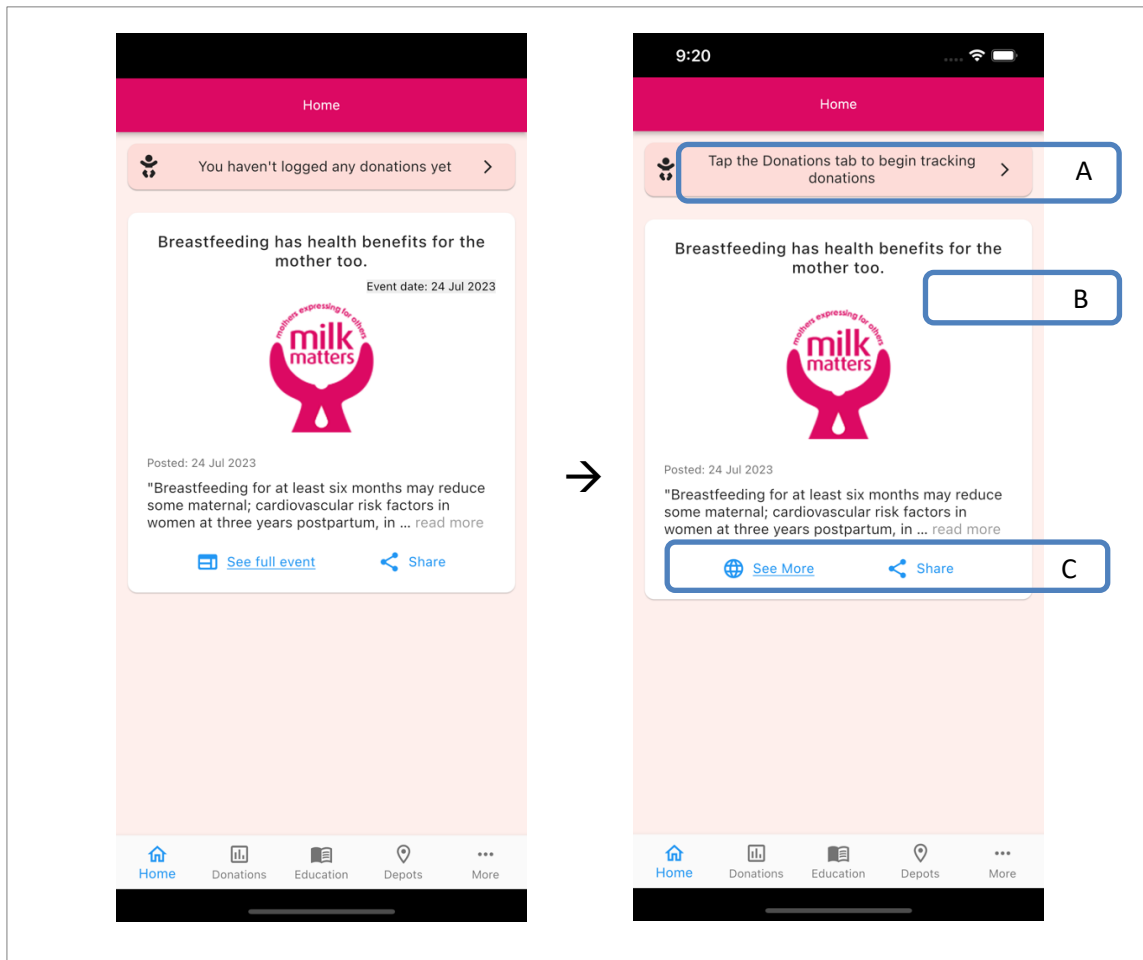 Home
You haven't logged any donations yet
Breastfeeding has health benefits for the
mother too.
Event date: 24 Jul 2023
mothers expressing for others
milk
matters
Posted: 24 Jul 2023
"Breastfeeding for at least six months may reduce
some maternal; cardiovascular risk factors in
women at three years postpartum, in ... read more
See full event
Share
Home
Donations
Education
Depots
More
→
9:20
Home
Tap the Donations tab to begin tracking
donations
A
Breastfeeding has health benefits for the
mother too.
B
mothers expressing for others
milk
matters
Posted: 24 Jul 2023
"Breastfeeding for at least six months may reduce
some maternal; cardiovascular risk factors in
women at three years postpartum, in ... read more
See More
Share
C
Home
Donations
Education
Depots
More